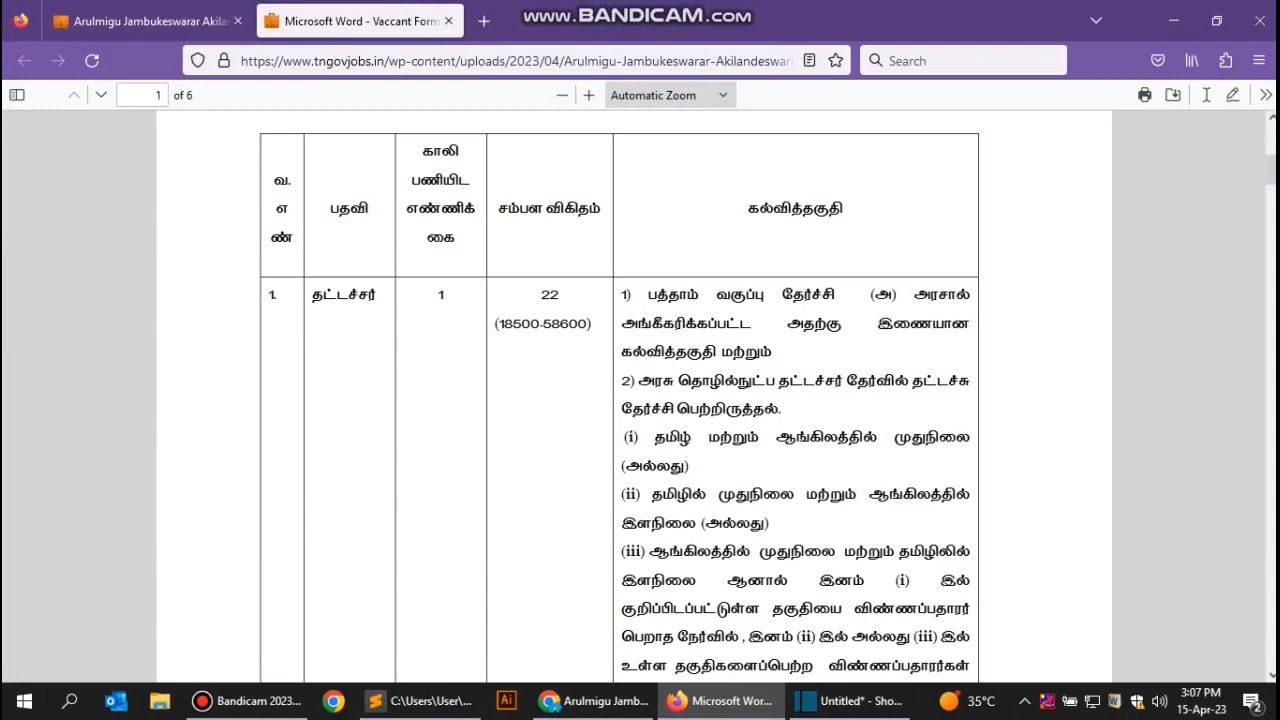 www.BANDICAM.com
Arulmigu Jambukeswarar Akilan
Microsoft Word - Vaccant Form
https://www.tngovjobs.in/wp-content/uploads/2023/04/Arulmigu-Jambukeswarar-Akilandeswari
Search
1 of 6
Automatic Zoom
வ.
எ
ண்
பதவி
காலி
பணியிட
எண்ணிக்
கை
சம்பள விகிதம்
கல்வித்தகுதி
1.
தட்டச்சர்
1
22
(18500-58600)
1) பத்தாம் வகுப்பு தேர்ச்சி (அ) அரசால்
அங்கீகரிக்கப்பட்ட அதற்கு இணையான
கல்வித்தகுதி மற்றும்
2) அரசு தொழில்நுட்ப தட்டச்சர் தேர்வில் தட்டச்சு
தேர்ச்சி பெற்றிருத்தல்.
(i) தமிழ் மற்றும் ஆங்கிலத்தில் முதுநிலை
(அல்லது)
(ii) தமிழில் முதுநிலை மற்றும் ஆங்கிலத்தில்
இளநிலை (அல்லது)
(iii) ஆங்கிலத்தில் முதுநிலை மற்றும் தமிழிலில்
இளநிலை ஆனால் இனம் (i) இல்
குறிப்பிடப்பட்டுள்ள தகுதியை விண்ணப்பதாரர்
பெறாத நேர்வில் , இனம் (ii) இல் அல்லது (iii) இல்
உள்ள தகுதிகளைப்பெற்ற விண்ணப்பதாரர்கள்
Bandicam 2023...
C:\Users\User\...
Ai
Arulmigu Jamb...
Microsoft Wor...
Untitled* - Sho...
35°C
3:07 PM
15-Apr-23
2